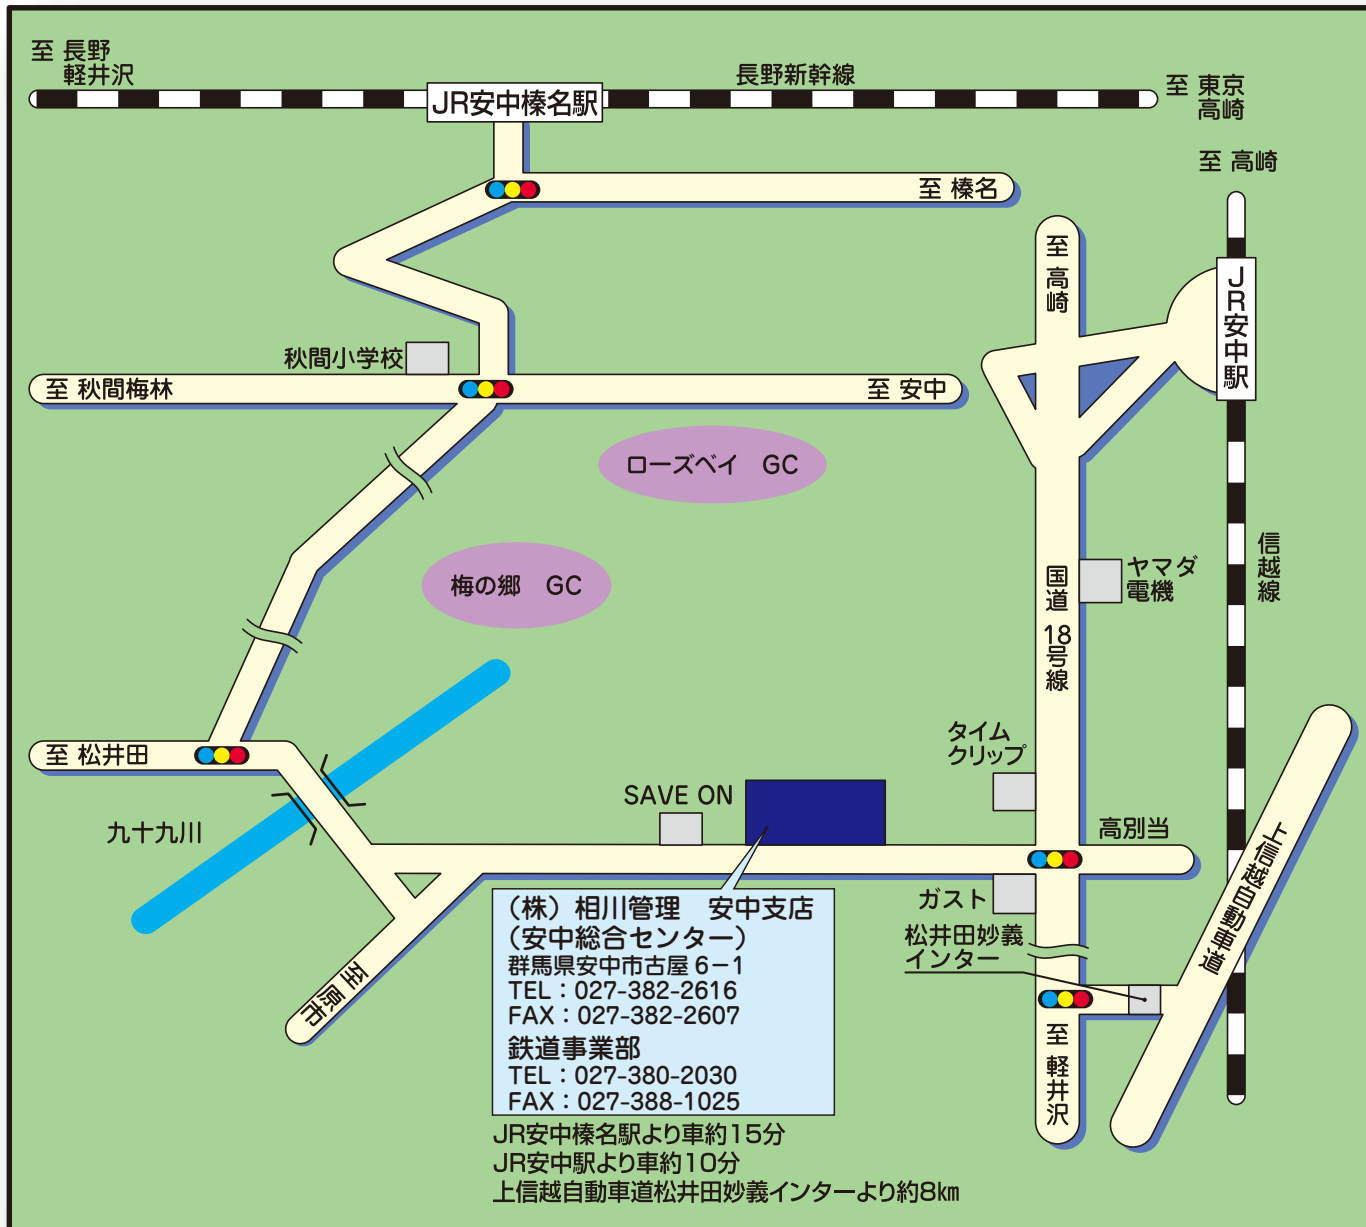 至 長野
軽井沢
JR安中榛名駅
長野新幹線
至 東京
高崎
至 高崎
至 榛名
至 高崎
JR安中駅
秋間小学校
至 秋間梅林
至 安中
ローズベイ GC
梅の郷 GC
国道18号線
ヤマダ
電機
信越線
至 松井田
九十九川
SAVE ON
タイム
クリップ
高別当
上信越自動車道
ガスト
松井田妙義
インター
至 原市
至 軽井沢
（株）相川管理 安中支店
（安中総合センター）
群馬県安中市古屋6－1
TEL：027-382-2616
FAX：027-382-2607
鉄道事業部
TEL：027-380-2030
FAX：027-388-1025
JR安中榛名駅より車約15分
JR安中駅より車約10分
上信越自動車道松井田妙義インターより約8㎞